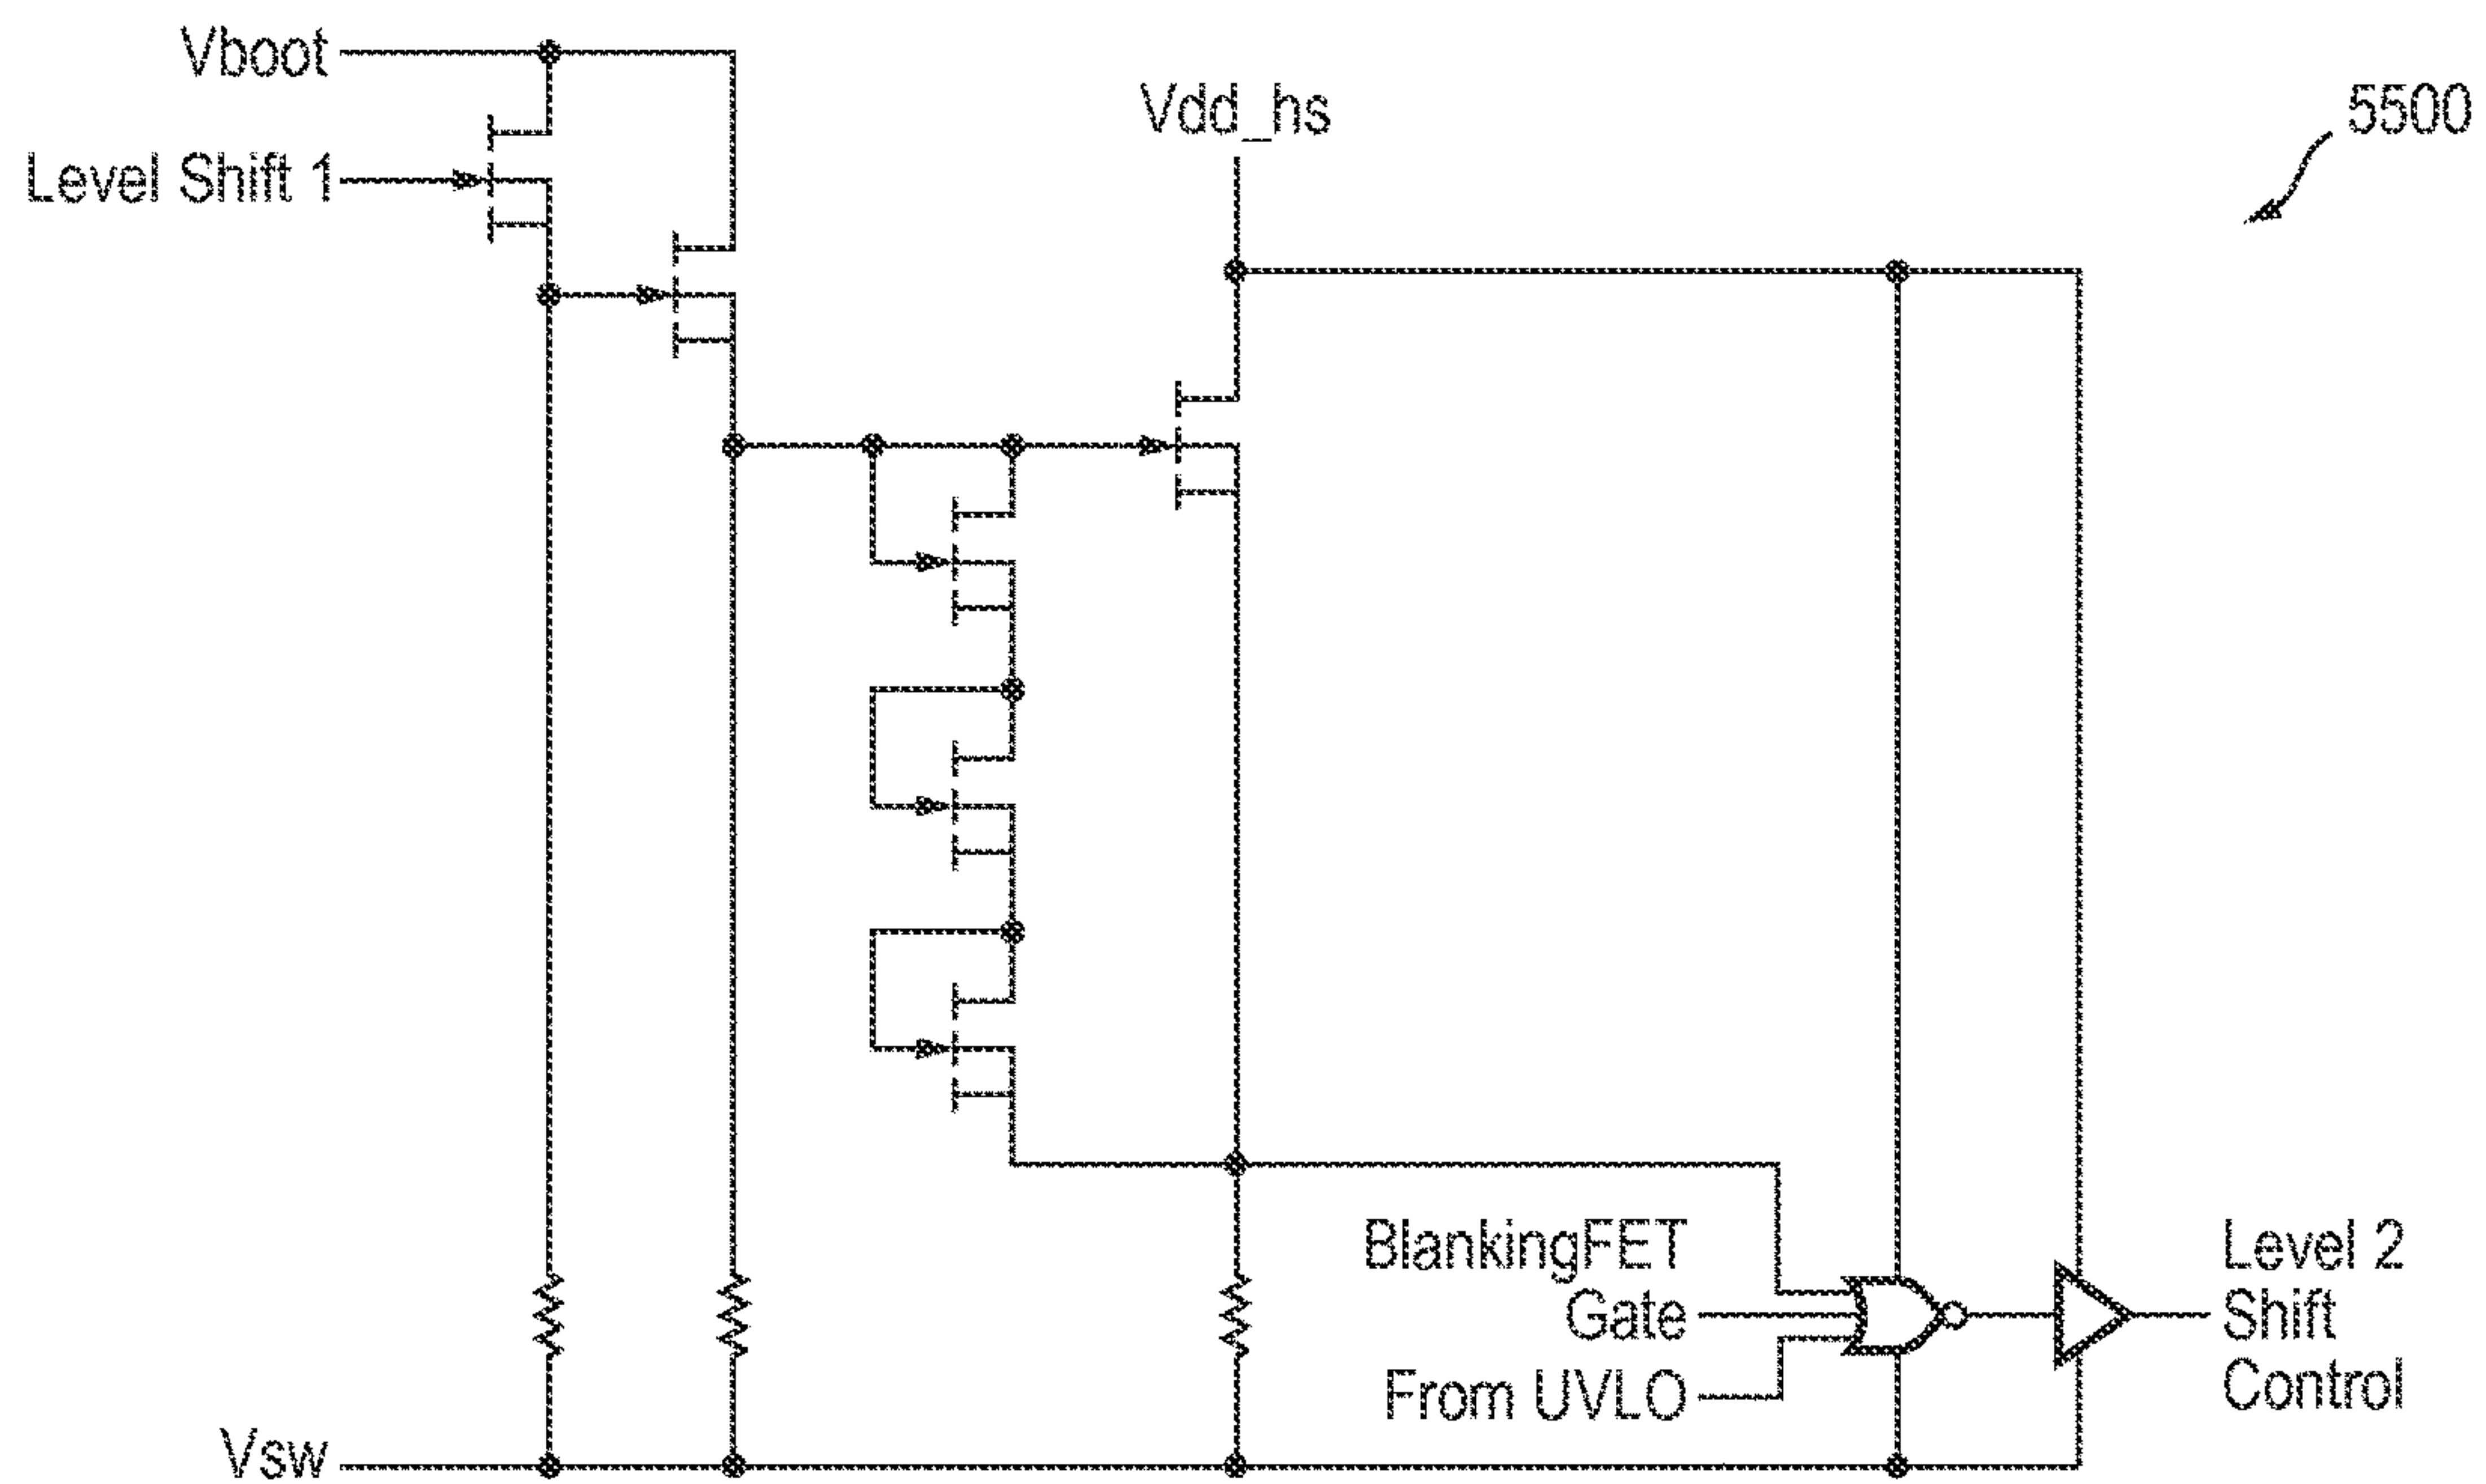 Vboot
Vdd_hs
5500
Level Shift 1
BlankingFET
Gate
From UVLO
Level 2
Shift
Control
Vsw